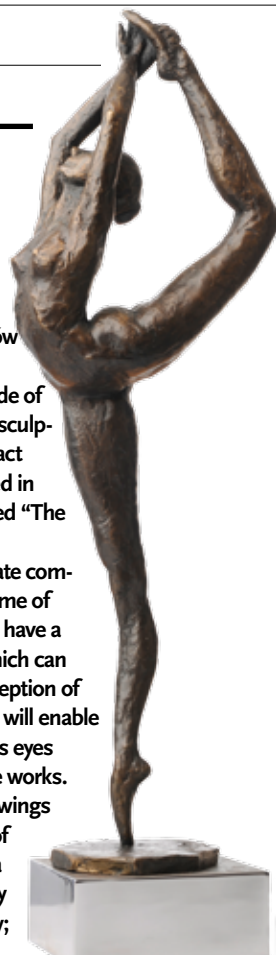 de of
sculp-
act
d in
ed “The
ate com-
me of
have a
hich can
eption of
will enable
s eyes
e works.
wings
of
y
y;